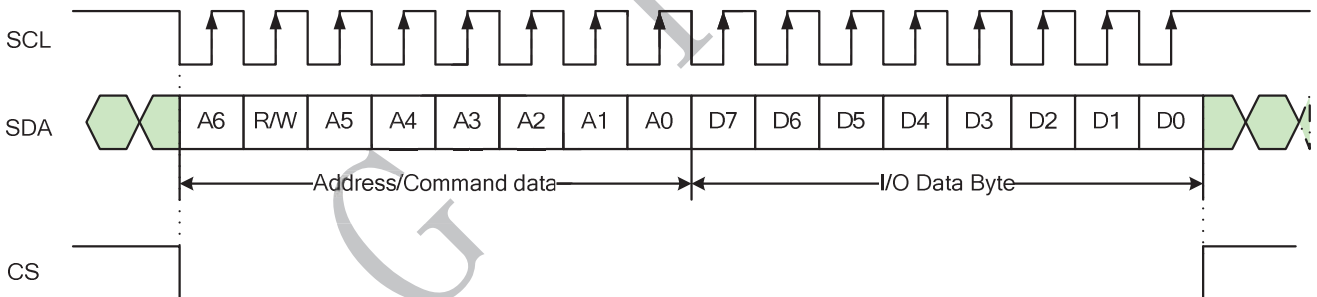 SCL
SDA A6 R/W A5 A4 A3 A2 A1 A0 D7 D6 D5 D4 D3 D2 D1 D0
Address/Command data I/O Data Byte
CS